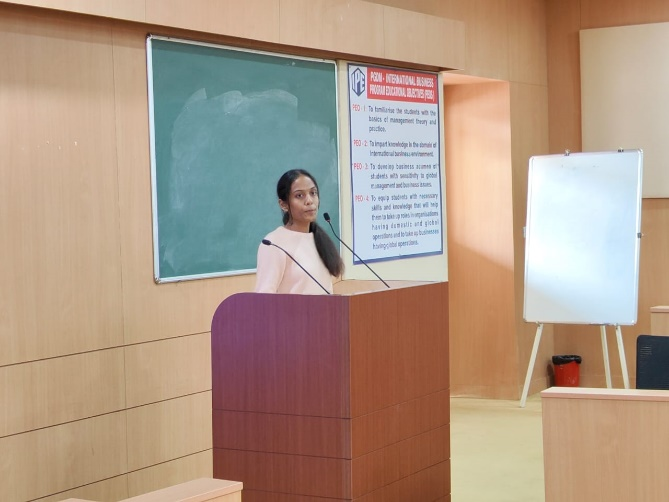 IPE
PGDM - INTERNATIONAL BUSINESS
PROGRAM EDUCATIONAL OBJECTIVES (PEOs)
PEO - 1: To familiarise the students with the
basics of management theory and
practice.
PEO - 2: To impart knowledge in the domain of
international business environment.
PEO - 3: To develop business acumen of
students with sensitivity to global
management and business issues.
PEO - 4: To equip students with necessary
skills and knowledge that will help
them to take up roles in organisations
having domestic and global
operations and to take up businesses
having global operations.